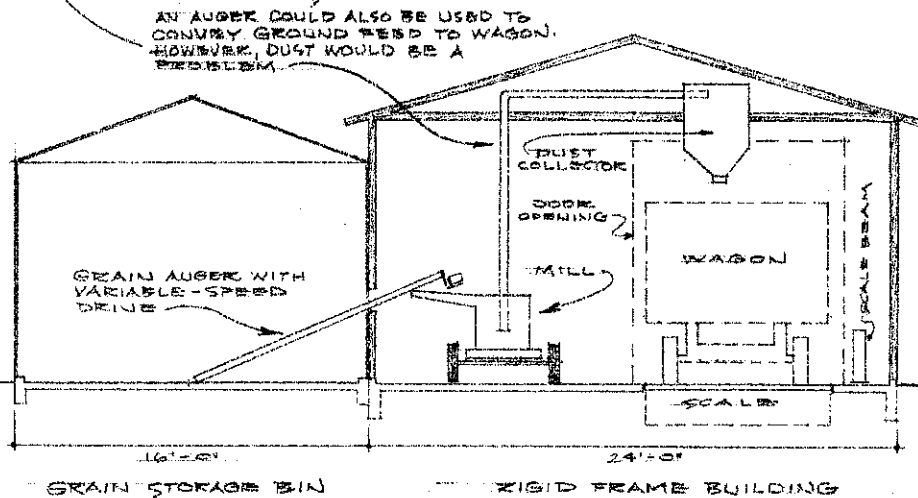 AN AUGER COULD ALSO BE USED TO
CONVEY GROUND FEED TO WAGON.
HOWEVER, DUST WOULD BE A
PROBLEM
DUST
COLLECTOR
DOOR
OPENING
SCALE BEAM
WAGON
GRAIN AUGER WITH
VARIABLE-SPEED
DRIVE
MILL
SCALE
16'-0"
24'-0"
GRAIN STORAGE BIN
RIGID FRAME BUILDING